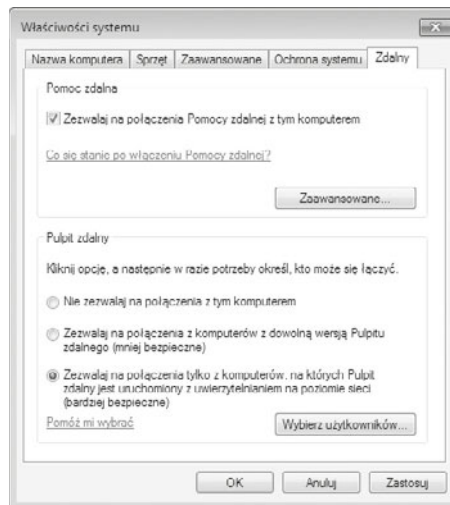 Właściwości systemu
Nazwa komputera Sprzęt Zaawansowane Ochrona systemu Zdalny
Pomoc zdalna
Zezwalaj na połączenia Pomocy zdalnej z tym komputerem
Co się stanie po włączeniu Pomocy zdalnej?
Zaawansowane...
Pulpit zdalny
Kliknij opcję, a następnie w razie potrzeby określ, kto może się łączyć.
Nie zezwalaj na połączenia z tym komputerem
Zezwalaj na połączenia z komputerów z dowolną wersją Pulpitu
zdalnego (mniej bezpieczne)
Zezwalaj na połączenia tylko z komputerów, na których Pulpit
zdalny jest uruchomiony z uwierzytelnianiem na poziomie sieci
(bardziej bezpieczne)
Pomóż mi wybrać Wybierz użytkowników...
OK Anuluj Zastosuj